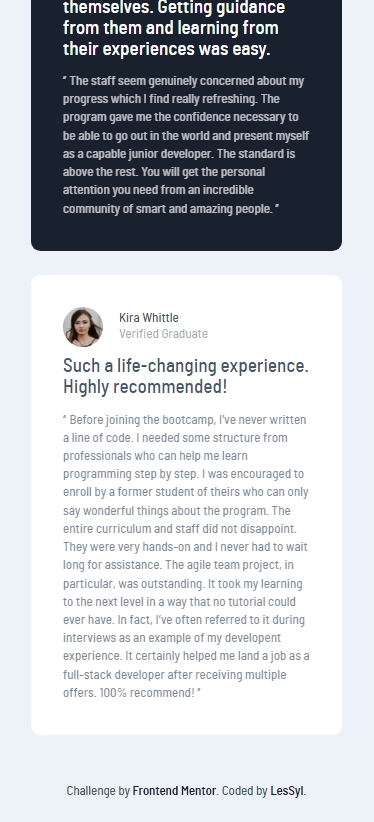 themselves. Getting guidance
from them and learning from
their experiences was easy.
“ The staff seem genuinely concerned about my
progress which I find really refreshing. The
program gave me the confidence necessary to
be able to go out in the world and present myself
as a capable junior developer. The standard is
above the rest. You will get the personal
attention you need from an incredible
community of smart and amazing people. ”
Kira Whittle
Verified Graduate
Such a life-changing experience.
Highly recommended!
“ Before joining the bootcamp, I’ve never written
a line of code. I needed some structure from
professionals who can help me learn
programming step by step. I was encouraged to
enroll by a former student of theirs who can only
say wonderful things about the program. The
entire curriculum and staff did not disappoint.
They were very hands-on and I never had to wait
long for assistance. The agile team project, in
particular, was outstanding. It took my learning
to the next level in a way that no tutorial could
ever have. In fact, I’ve often referred to it during
interviews as an example of my developent
experience. It certainly helped me land a job as a
full-stack developer after receiving multiple
offers. 100% recommend! ”
Challenge by Frontend Mentor. Coded by LesSyl.